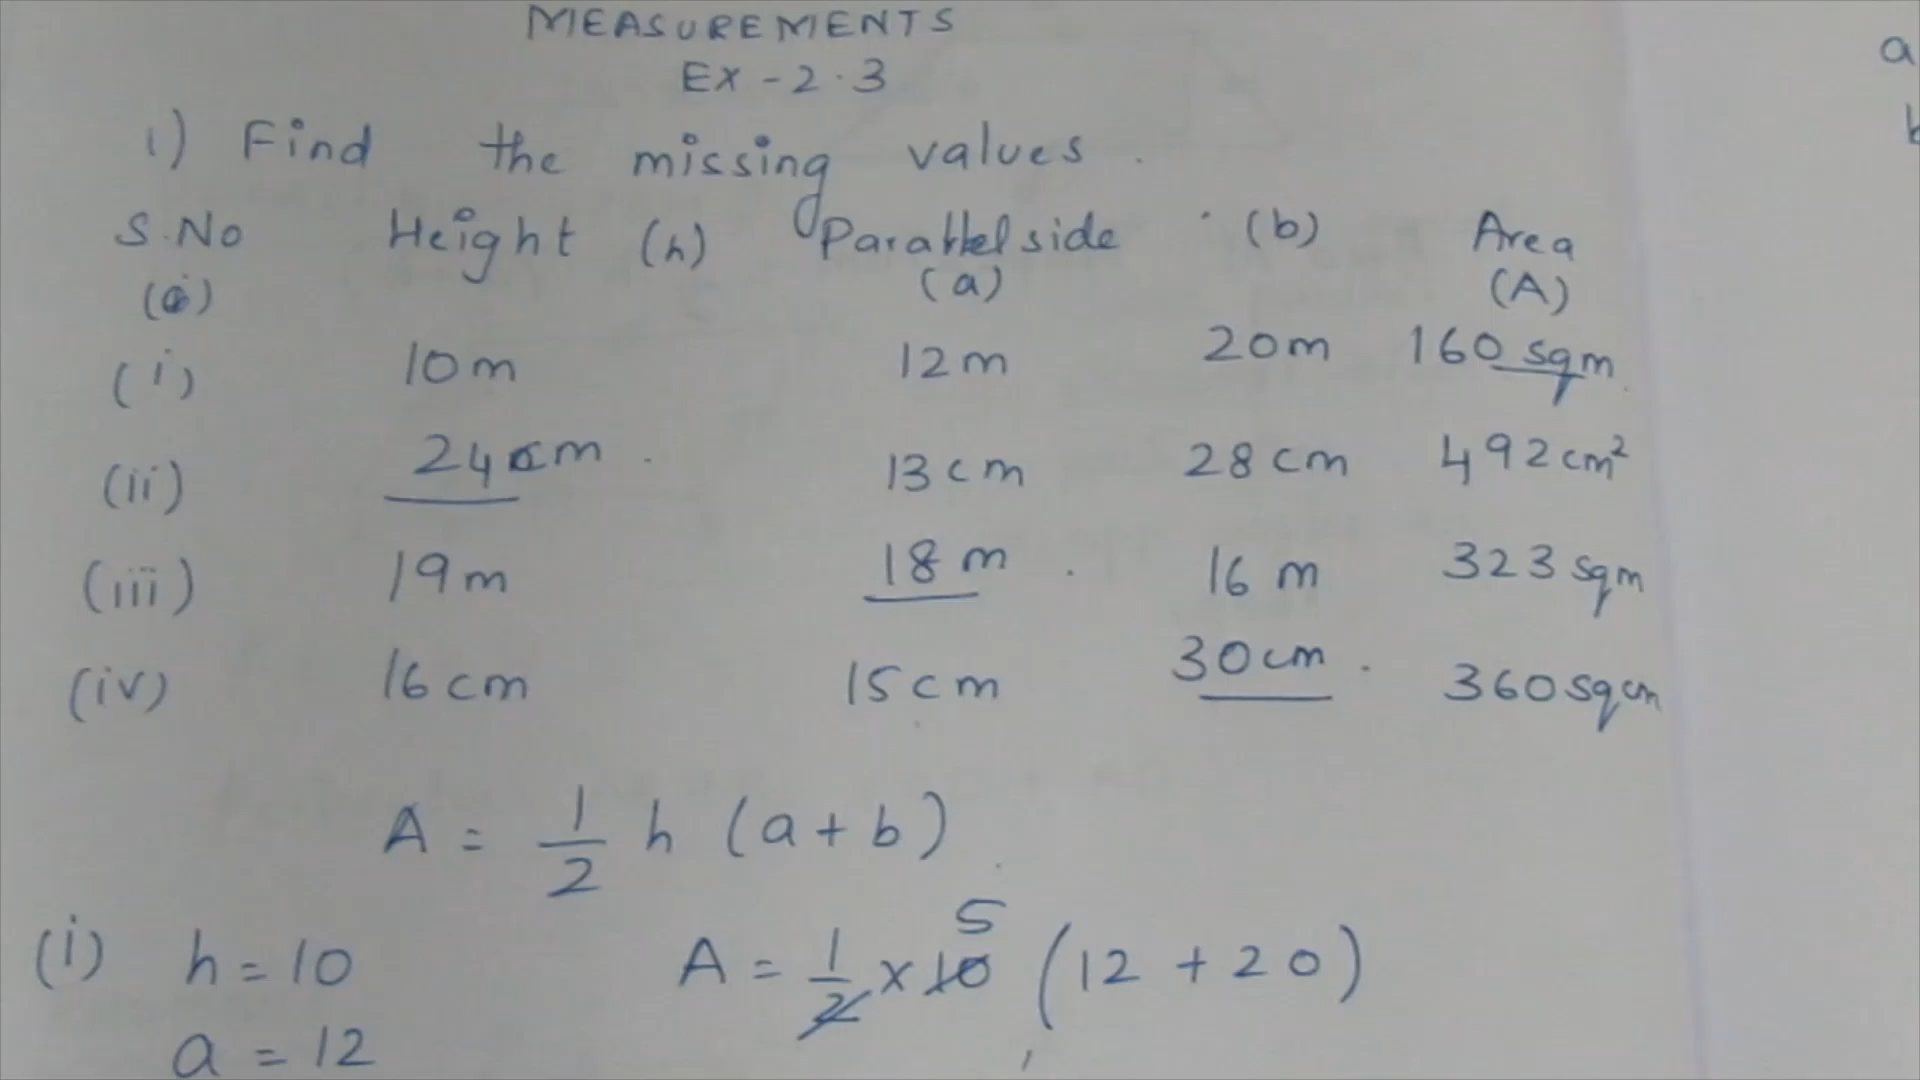 MEASUREMENTS
EX - 2.3
1) Find the missing values.
S.No Height (h) Parallel side (b) Area
(a) (A)
(i) 10m 12m 20m 160 sqm
(ii) 24cm. 13cm 28cm 492cm²
(iii) 19m 18m. 16m 323sqm
(iv) 16cm 15cm 30cm. 360sqcm
A = 1/2 h (a+b)
5
(i) h = 10 A = 1/2 x 10 (12 + 20)
a = 12
a
b